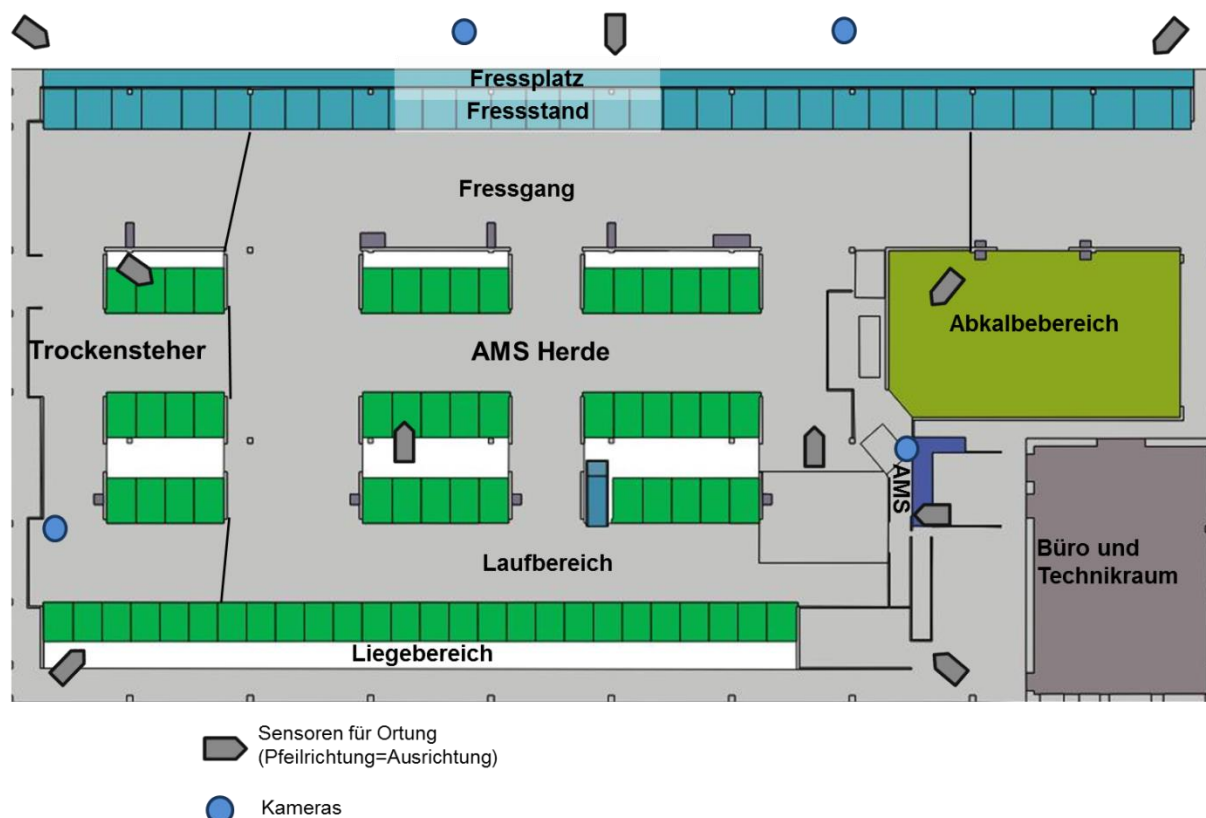 Fressplatz
Fressstand
Fressgang
Abkalbebereich
Trockensteher
AMS Herde
AMS
Büro und
Technikraum
Laufbereich
Liegebereich
Sensoren für Ortung
(Pfeilrichtung=Ausrichtung)
Kameras